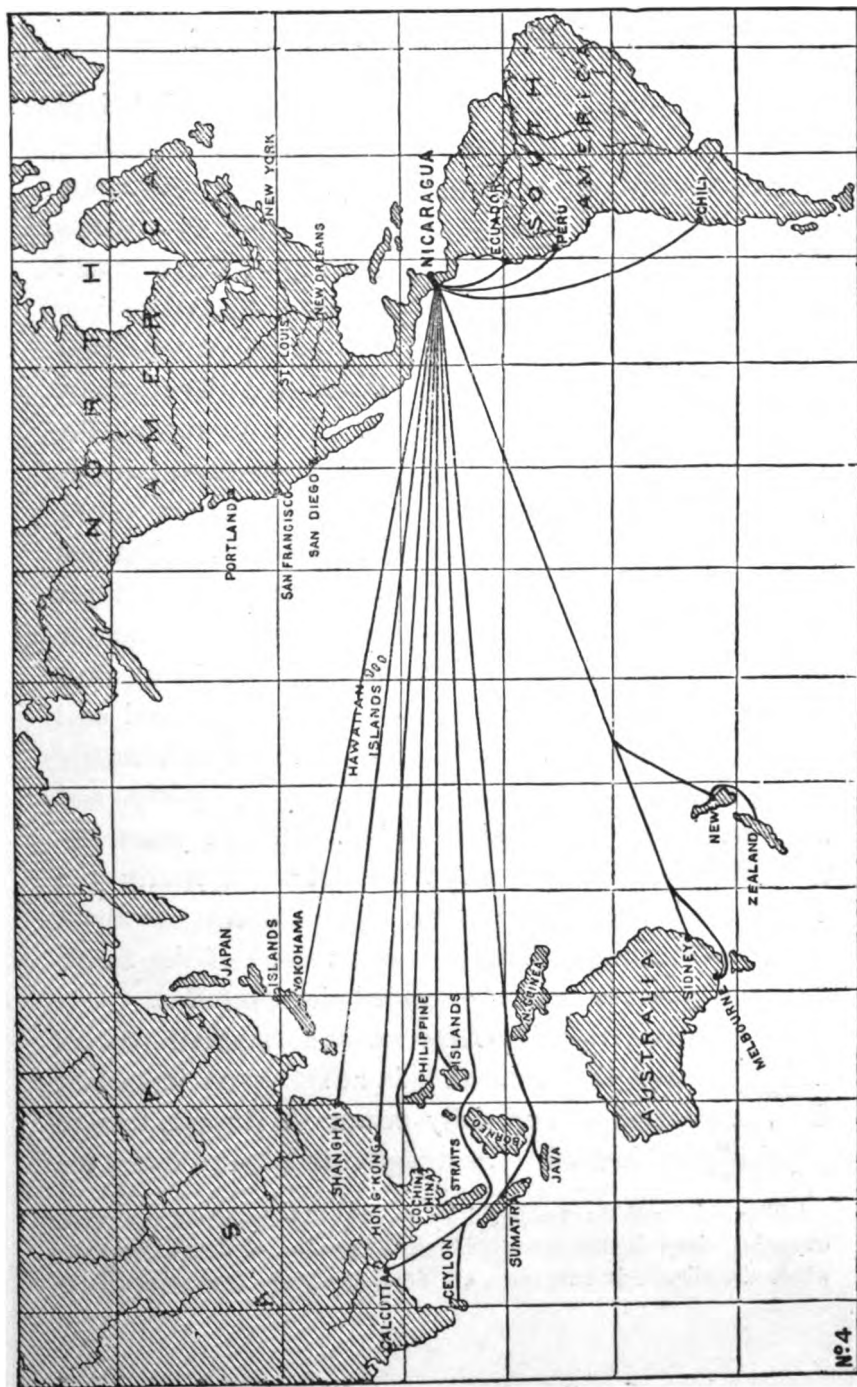 NORTH
AMERICA
NEW YORK
ST. LOUIS
NEW ORLEANS
PORTLAND
SAN FRANCISCO
SAN DIEGO
NICARAGUA
SOUTH
AMERICA
ECUADOR
PERU
CHILI
HAWAITAN
ISLANDS
ASIA
JAPAN
ISLANDS
YOKOHAMA
SHANGHAI
HONG-KONG
COCHIN
CHINA
CALCUTTA
CEYLON
PHILIPPINE
ISLANDS
STRAITS
BORNEO
SUMATRA
JAVA
N. GUINEA
AUSTRALIA
SIDNEY
MELBOURNE
NEW
ZEALAND
Nº 4